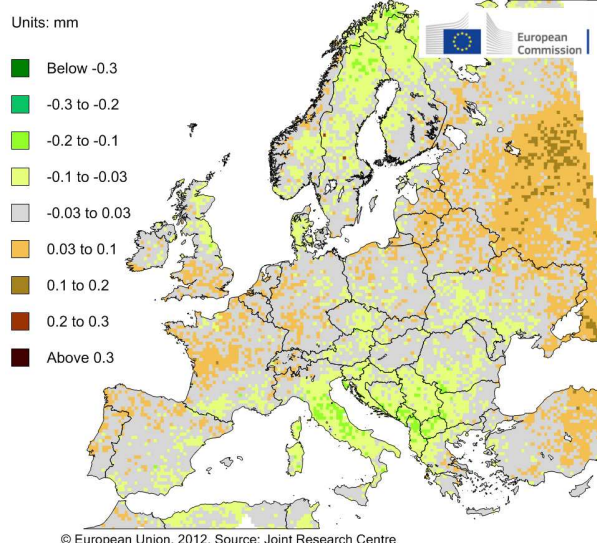 Units: mm
European
Commission
Below -0.3
-0.3 to -0.2
-0.2 to -0.1
-0.1 to -0.03
-0.03 to 0.03
0.03 to 0.1
0.1 to 0.2
0.2 to 0.3
Above 0.3
© European Union, 2012. Source: Joint Research Centre